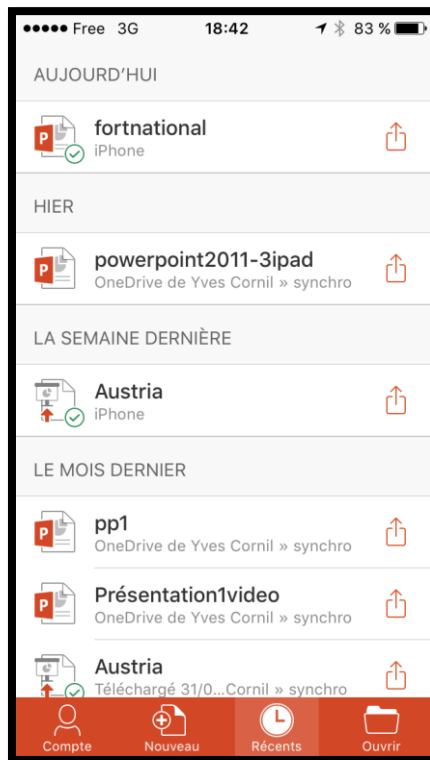 Free 3G 18:42 83 %
AUJOURD'HUI
fortnational
iPhone
HIER
powerpoint2011-3ipad
OneDrive de Yves Cornil » synchro
LA SEMAINE DERNIÈRE
Austria
iPhone
LE MOIS DERNIER
pp1
OneDrive de Yves Cornil » synchro
Présentation1video
OneDrive de Yves Cornil » synchro
Austria
Téléchargé 31/0...Cornil » synchro
Compte Nouveau Récents Ouvrir